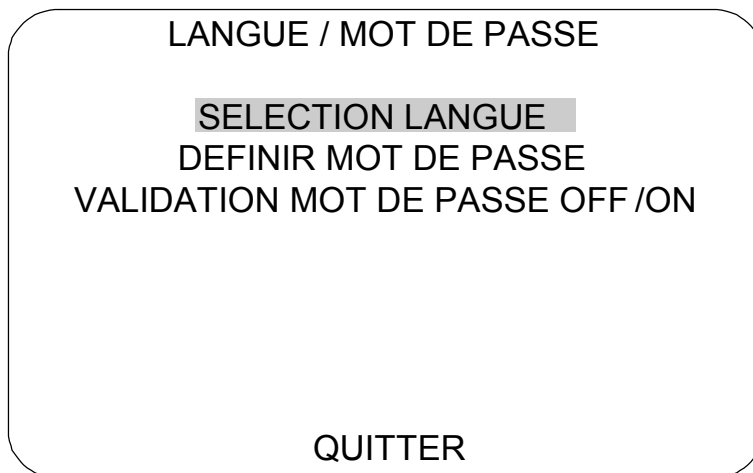 LANGUE / MOT DE PASSE
SELECTION LANGUE
DEFINIR MOT DE PASSE
VALIDATION MOT DE PASSE OFF /ON
QUITTER